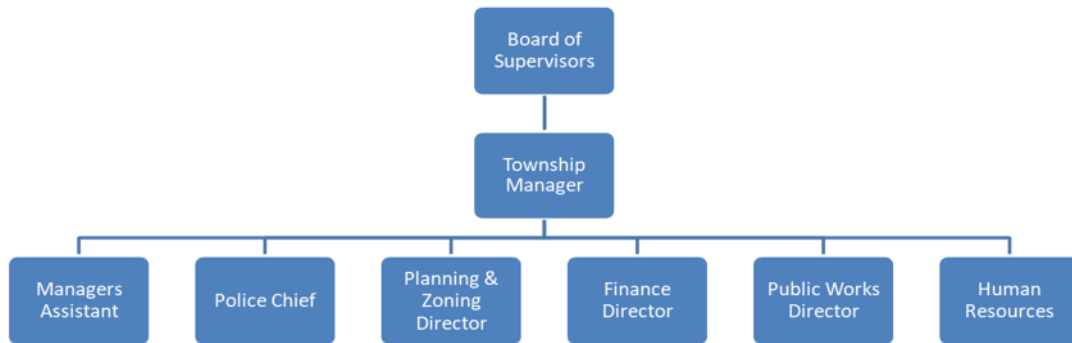 Board of
Supervisors
Township
Manager
Managers
Assistant
Police Chief
Planning &
Zoning
Director
Finance
Director
Public Works
Director
Human
Resources